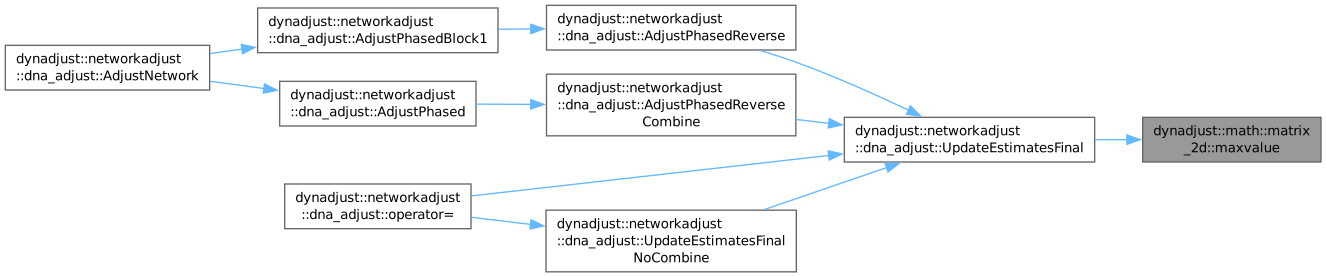 dynadjust::networkadjust
::dna_adjust::AdjustNetwork
dynadjust::networkadjust
::dna_adjust::AdjustPhasedBlock1
dynadjust::networkadjust
::dna_adjust::AdjustPhased
dynadjust::networkadjust
::dna_adjust::operator=
dynadjust::networkadjust
::dna_adjust::AdjustPhasedReverse
dynadjust::networkadjust
::dna_adjust::AdjustPhasedReverse
Combine
dynadjust::networkadjust
::dna_adjust::UpdateEstimatesFinal
NoCombine
dynadjust::networkadjust
::dna_adjust::UpdateEstimatesFinal
dynadjust::math::matrix
_2d::maxvalue